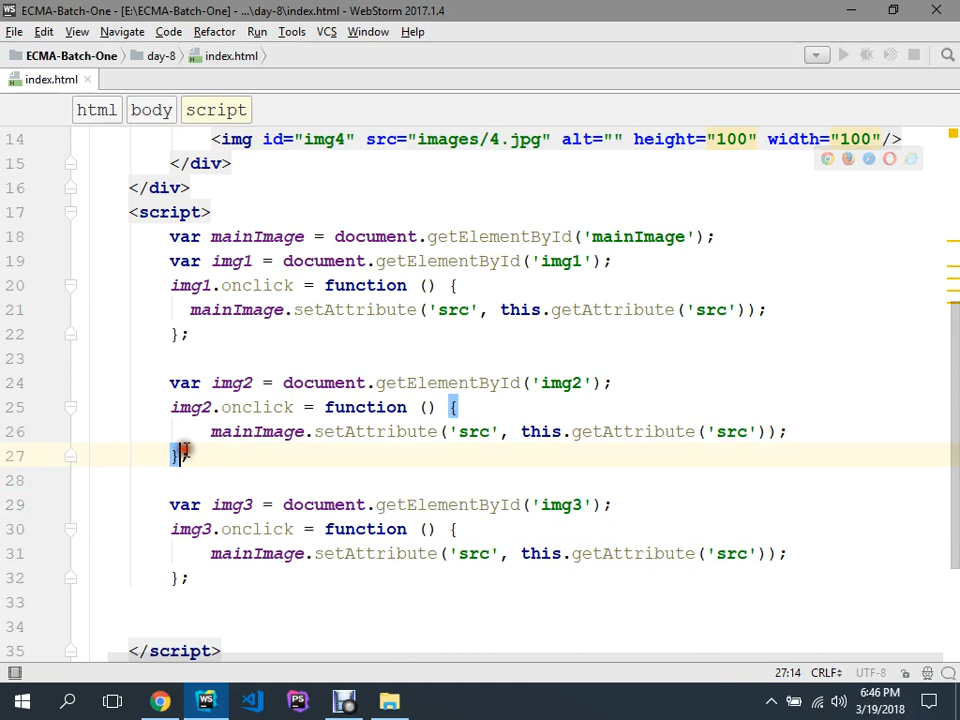 WS ECMA-Batch-One - [E:\ECMA-Batch-One] - ...\day-8\index.html - WebStorm 2017.1.4
File Edit View Navigate Code Refactor Run Tools VCS Window Help
ECMA-Batch-One day-8 index.html
index.html
html body script
14 <img id="img4" src="images/4.jpg" alt="" height="100" width="100"/>
15 </div>
16 </div>
17 <script>
18 var mainImage = document.getElementById('mainImage');
19 var img1 = document.getElementById('img1');
20 img1.onclick = function () {
21 mainImage.setAttribute('src', this.getAttribute('src'));
22 };
23
24 var img2 = document.getElementById('img2');
25 img2.onclick = function () {
26 mainImage.setAttribute('src', this.getAttribute('src'));
27 };
28
29 var img3 = document.getElementById('img3');
30 img3.onclick = function () {
31 mainImage.setAttribute('src', this.getAttribute('src'));
32 };
33
34
35 </script>
27:14 CRLF UTF-8
WS PS 6:46 PM
3/19/2018